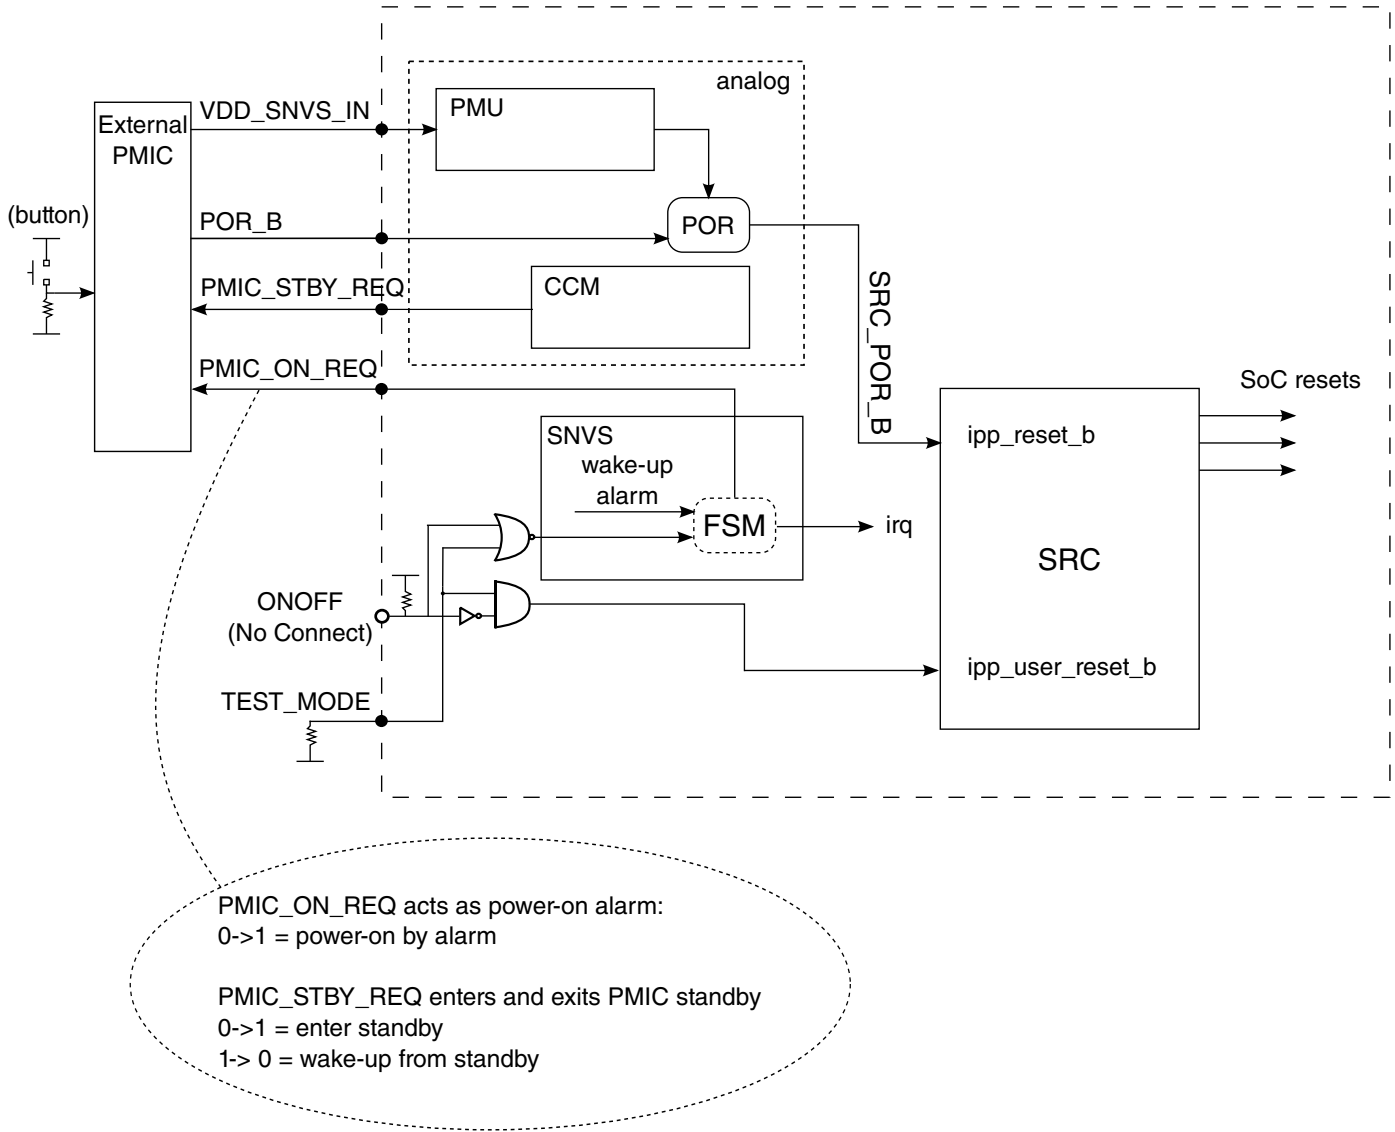 analog
VDD_SNVS_IN
PMU
External
PMIC
(button)
POR_B
POR
PMIC_STBY_REQ
CCM
SRC_POR_B
PMIC_ON_REQ
SoC resets
SNVS
wake-up
alarm
FSM
irq
ipp_reset_b
SRC
ONOFF
(No Connect)
ipp_user_reset_b
TEST_MODE
PMIC_ON_REQ acts as power-on alarm:
0->1 = power-on by alarm
PMIC_STBY_REQ enters and exits PMIC standby
0->1 = enter standby
1-> 0 = wake-up from standby